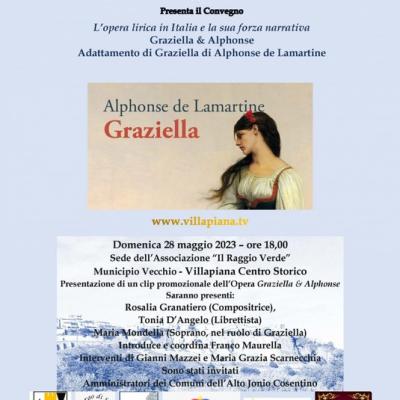 Presenta il Convegno
L'opera lirica in Italia e la sua forza narrativa
Graziella & Alphonse
Adattamento di Graziella di Alphonse de Lamartine
Alphonse de Lamartine
Graziella
www.villapiana.tv
Domenica 28 maggio 2023 – ore 18,00
Sede dell'Associazione "Il Raggio Verde"
Municipio Vecchio - Villapiana Centro Storico
Presentazione di un clip promozionale dell'Opera Graziella & Alphonse
Saranno presenti:
Rosalia Granatiero (Compositrice),
Tonia D'Angelo (Librettista)
Maria Mondella (Soprano, nel ruolo di Graziella)
Introduce e coordina Franco Maurella
Interventi di Gianni Mazzei e Maria Grazia Scarnecchia
Sono stati invitati
Amministratori dei Comuni dell'Alto Jonio Cosentino